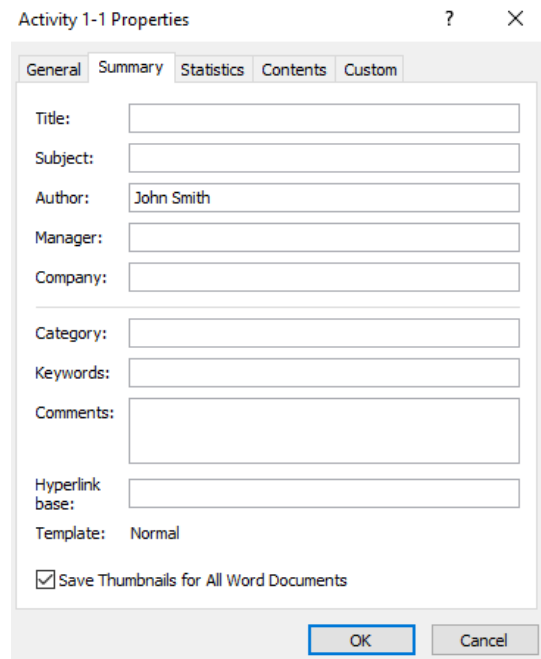 Activity 1-1 Properties ?
General Summary Statistics Contents Custom
Title:
Subject:
Author: John Smith
Manager:
Company:
Category:
Keywords:
Comments:
Hyperlink
base:
Template: Normal
Save Thumbnails for All Word Documents
OK Cancel